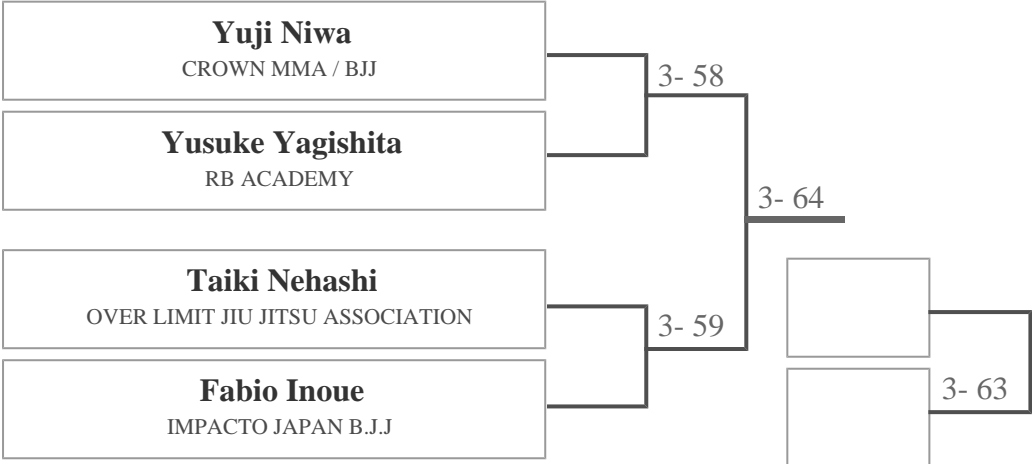 Yuji Niwa
CROWN MMA / BJJ
3- 58
Yusuke Yagishita
RB ACADEMY
3- 64
Taiki Nehashi
OVER LIMIT JIU JITSU ASSOCIATION
3- 59
Fabio Inoue
IMPACTO JAPAN B.J.J
3- 63